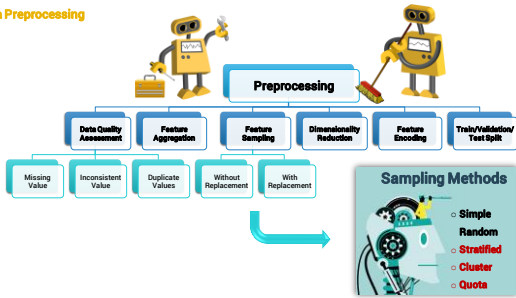 Preprocessing
Preprocessing
Data Quality
Assessment
Feature
Aggregation
Feature
Sampling
Dimensionality
Reduction
Feature
Encoding
Train/Validation/
Test Split
Missing
Value
Inconsistent
Value
Duplicate
Values
Without
Replacement
With
Replacement
Sampling Methods
○ Simple
Random
○ Stratified
○ Cluster
○ Quota